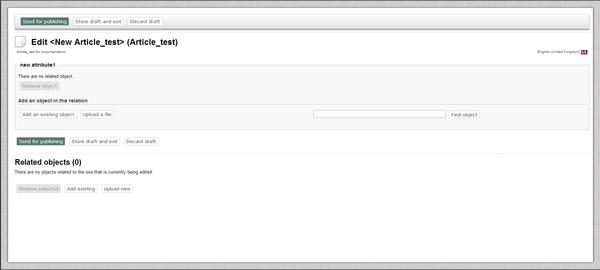 Send for publishing Store draft and exit Discard draft
Edit <New Article_test> (Article_test)
Article_test for documentation English (United Kingdom)
new attribute1
There are no related object.
Remove object
Add an object in the relation
Add an existing object Upload a file Find object
Send for publishing Store draft and exit Discard draft
Related objects (0)
There are no objects related to the one that is currently being edited.
Remove selected Add existing Upload new